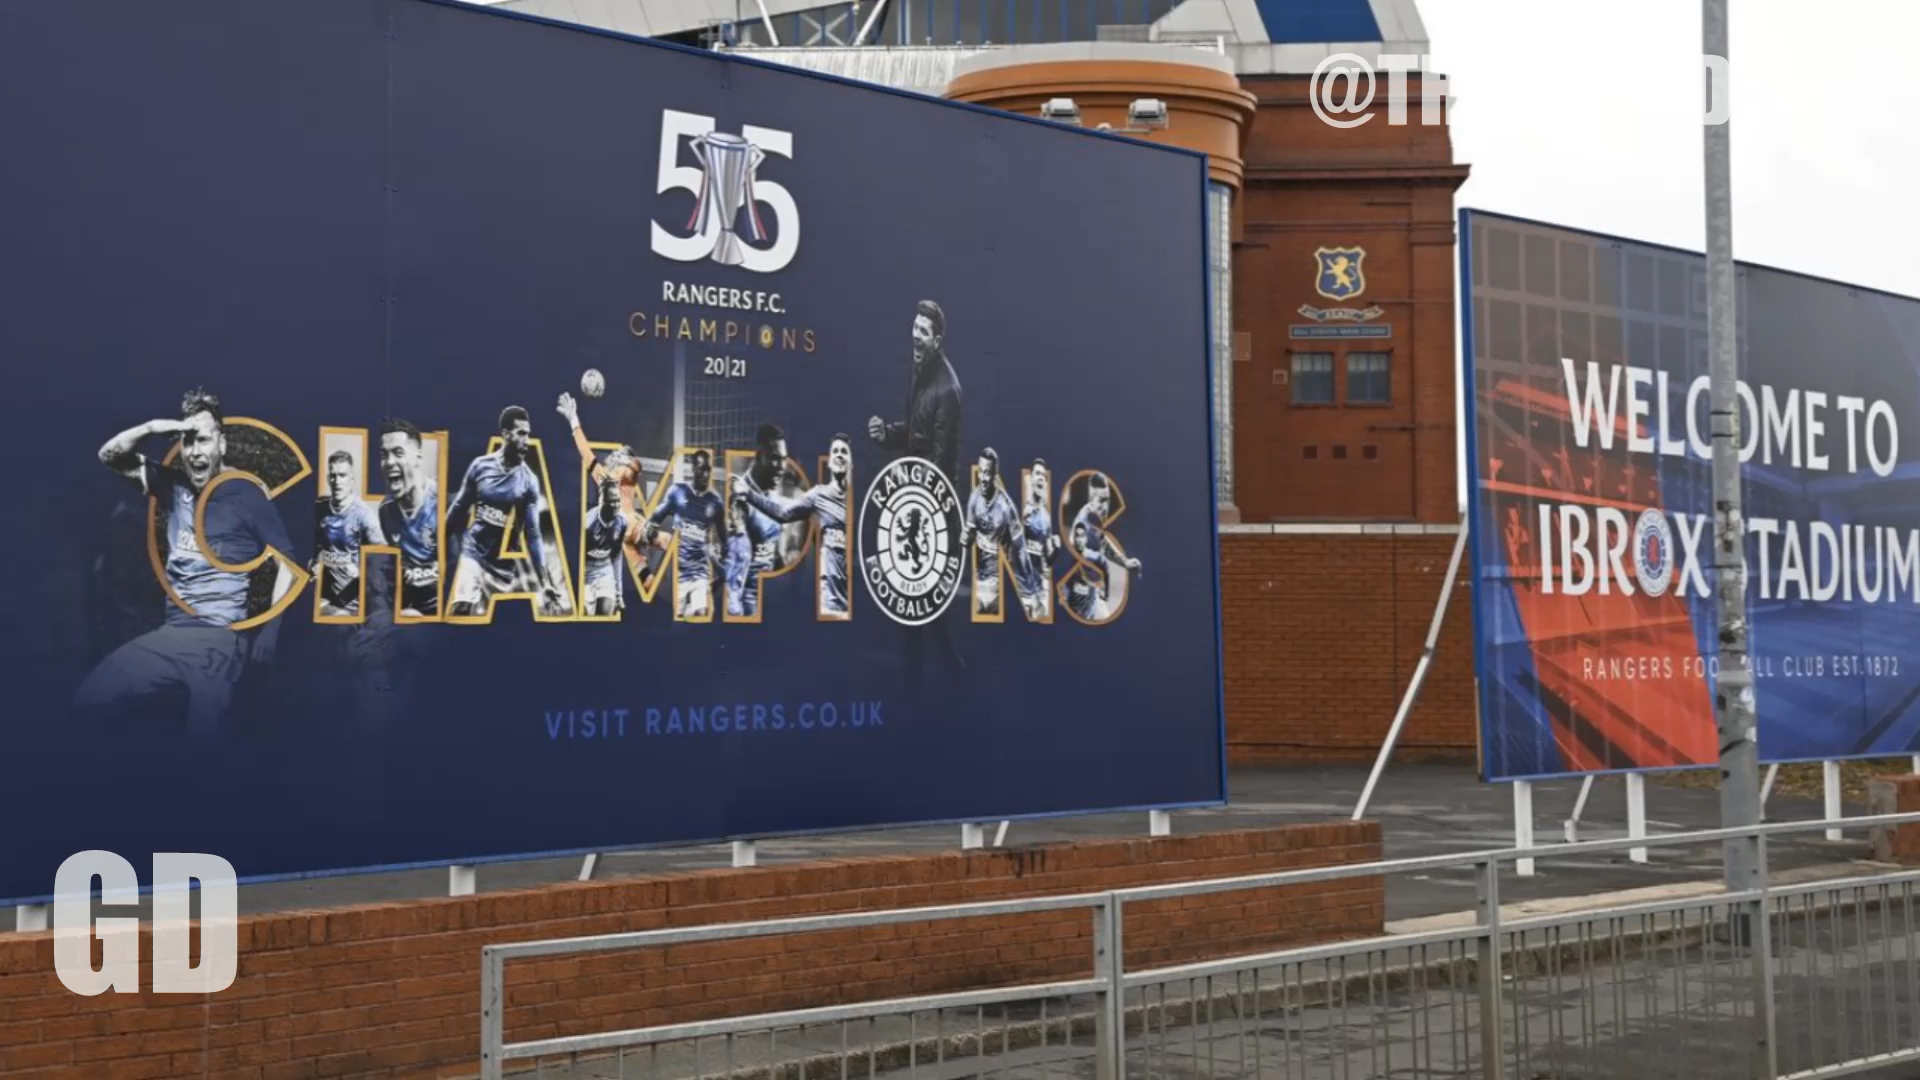 55
RANGERS F.C.
CHAMPIONS
20|21
CHAMPIONS
RANGERS
READY
FOOTBALL CLUB
VISIT RANGERS.CO.UK
WELCOME TO
IBROX STADIUM
RANGERS FOOTBALL CLUB EST.1872
GD